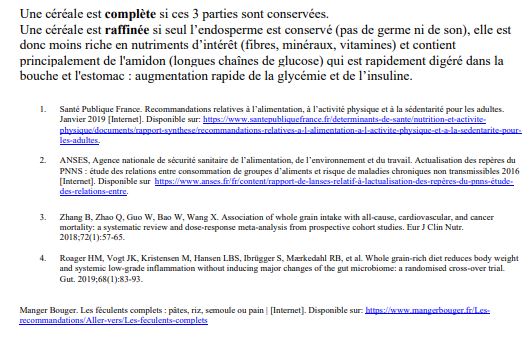 Une céréale est complète si ces 3 parties sont conservées.
Une céréale est raffinée si seul l'endosperme est conservé (pas de germe ni de son), elle est
donc moins riche en nutriments d'intérêt (fibres, minéraux, vitamines) et contient
principalement de l'amidon (longues chaînes de glucose) qui est rapidement digéré dans la
bouche et l'estomac : augmentation rapide de la glycémie et de l'insuline.
1. Santé Publique France. Recommandations relatives à l'alimentation, à l'activité physique et à la sédentarité pour les adultes.
Janvier 2019 [Internet]. Disponible sur: https://www.santepubliquefrance.fr/determinants-de-sante/nutrition-et-activite-
physique/documents/rapport-synthese/recommandations-relatives-a-l-alimentation-a-l-activite-physique-et-a-la-sedentarite-pour-
les-adultes.
2. ANSES, Agence nationale de sécurité sanitaire de l'alimentation, de l'environnement et du travail. Actualisation des repères du
PNNS : étude des relations entre consommation de groupes d'aliments et risque de maladies chroniques non transmissibles 2016
[Internet]. Disponible sur https://www.anses.fr/fr/content/rapport-de-lanses-relatif-à-lactualisation-des-repères-du-pnns-étude-
des-relations-entre.
3. Zhang B, Zhao Q, Guo W, Bao W, Wang X. Association of whole grain intake with all-cause, cardiovascular, and cancer
mortality: a systematic review and dose-response meta-analysis from prospective cohort studies. Eur J Clin Nutr.
2018;72(1):57-65.
4. Roager HM, Vogt JK, Kristensen M, Hansen LBS, Ibrügger S, Mærkedahl RB, et al. Whole grain-rich diet reduces body weight
and systemic low-grade inflammation without inducing major changes of the gut microbiome: a randomised cross-over trial.
Gut. 2019;68(1):83-93.
Manger Bouger. Les féculents complets : pâtes, riz, semoule ou pain | [Internet]. Disponible sur: https://www.mangerbouger.fr/Les-
recommandations/Aller-vers/Les-feculents-complets